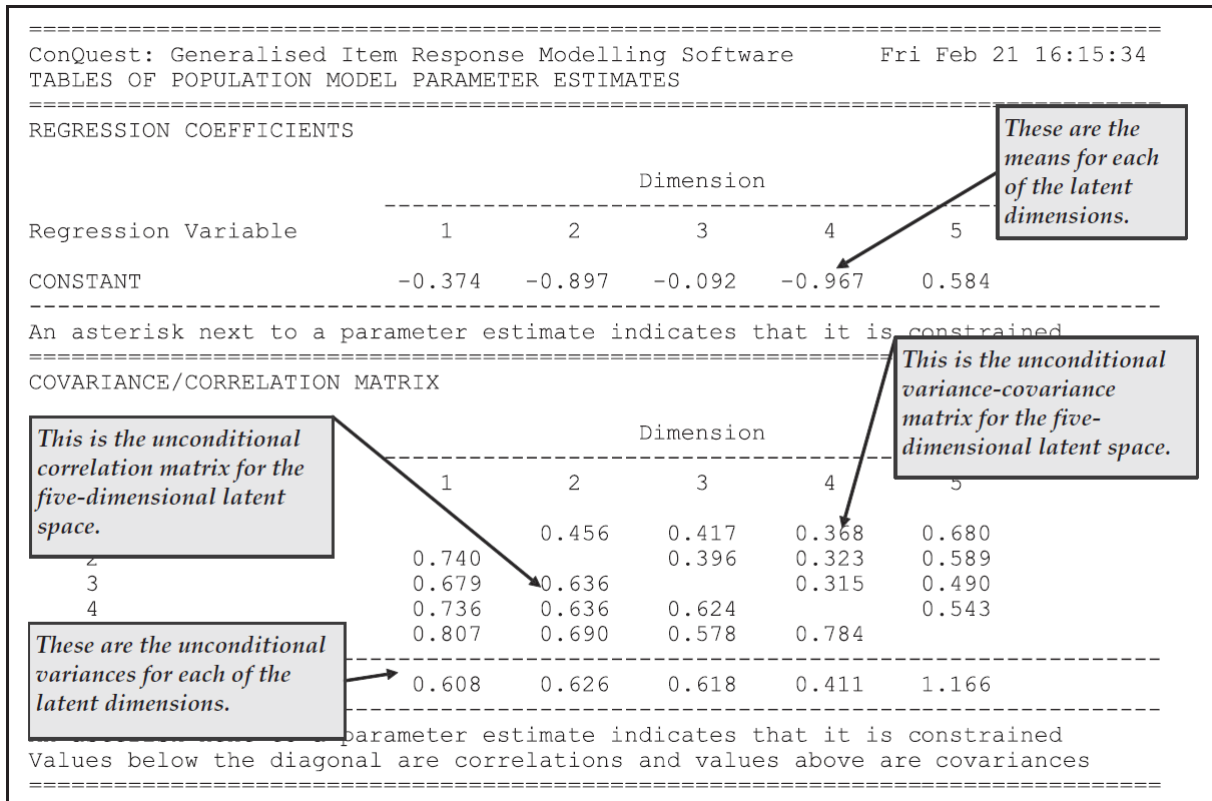 =====================================================================
ConQuest: Generalised Item Response Modelling Software Fri Feb 21 16:15:34
TABLES OF POPULATION MODEL PARAMETER ESTIMATES
=====================================================================
REGRESSION COEFFICIENTS
These are the
means for each
of the latent
dimensions.
Dimension
Regression Variable 1 2 3 4 5
CONSTANT -0.374 -0.897 -0.092 -0.967 0.584
An asterisk next to a parameter estimate indicates that it is constrained
=====================================================================
COVARIANCE/CORRELATION MATRIX
This is the unconditional
variance-covariance
matrix for the five-
dimensional latent space.
This is the unconditional
correlation matrix for the
five-dimensional latent
space.
Dimension
1 2 3 4 5
0.456 0.417 0.368 0.680
2 0.740 0.396 0.323 0.589
3 0.679 0.636 0.315 0.490
4 0.736 0.636 0.624 0.543
0.807 0.690 0.578 0.784
These are the unconditional
variances for each of the
latent dimensions.
0.608 0.626 0.618 0.411 1.166
parameter estimate indicates that it is constrained
Values below the diagonal are correlations and values above are covariances
=====================================================================